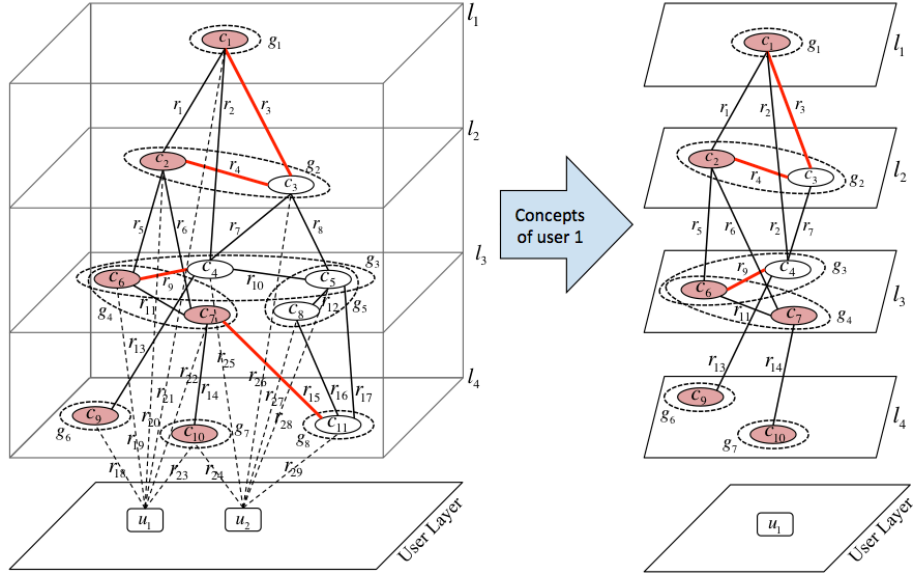 l1
c1 g1
r1 r2 r3
l2
c2 r4 c3 g2
r5 r6 r7 r8
l3
c6 r9 c4 r10 c5 g3
g4 r11 c7 c8 r12 g5
r13 r14 r25 r26 r27 r15 r16 r17
r21 r22
l4
c9 g6 r20 c10 g7 r28 g8 c11
r18 r19 r23 r24 r29
u1 u2
User Layer
Concepts
of user 1
c1 g1 l1
r1 r2 r3
c2 r4 c3 g2 l2
r5 r6 r2 r7
r9 c4 g3
c6 r11 c7 g4 l3
r13 r14
c9 g6
c10 g7 l4
u1
User Layer